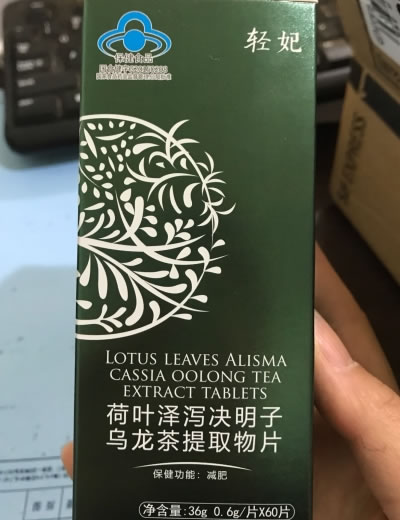 轻妃
保健食品
LOTUS LEAVES ALISMA
CASSIA OOLONG TEA
EXTRACT TABLETS
荷叶泽泻决明子
乌龙茶提取物片
保健功能：减肥
净含量:36g 0.6g/片X60片